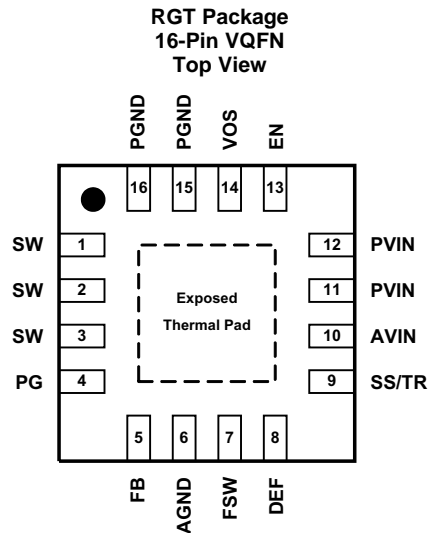 RGT Package
16-Pin VQFN
Top View
PGND
PGND
VOS
EN
16
15
14
13
SW 1
12 PVIN
SW 2
11 PVIN
Exposed
Thermal Pad
SW 3
10 AVIN
PG 4
9 SS/TR
5
6
7
8
FB
AGND
FSW
DEF